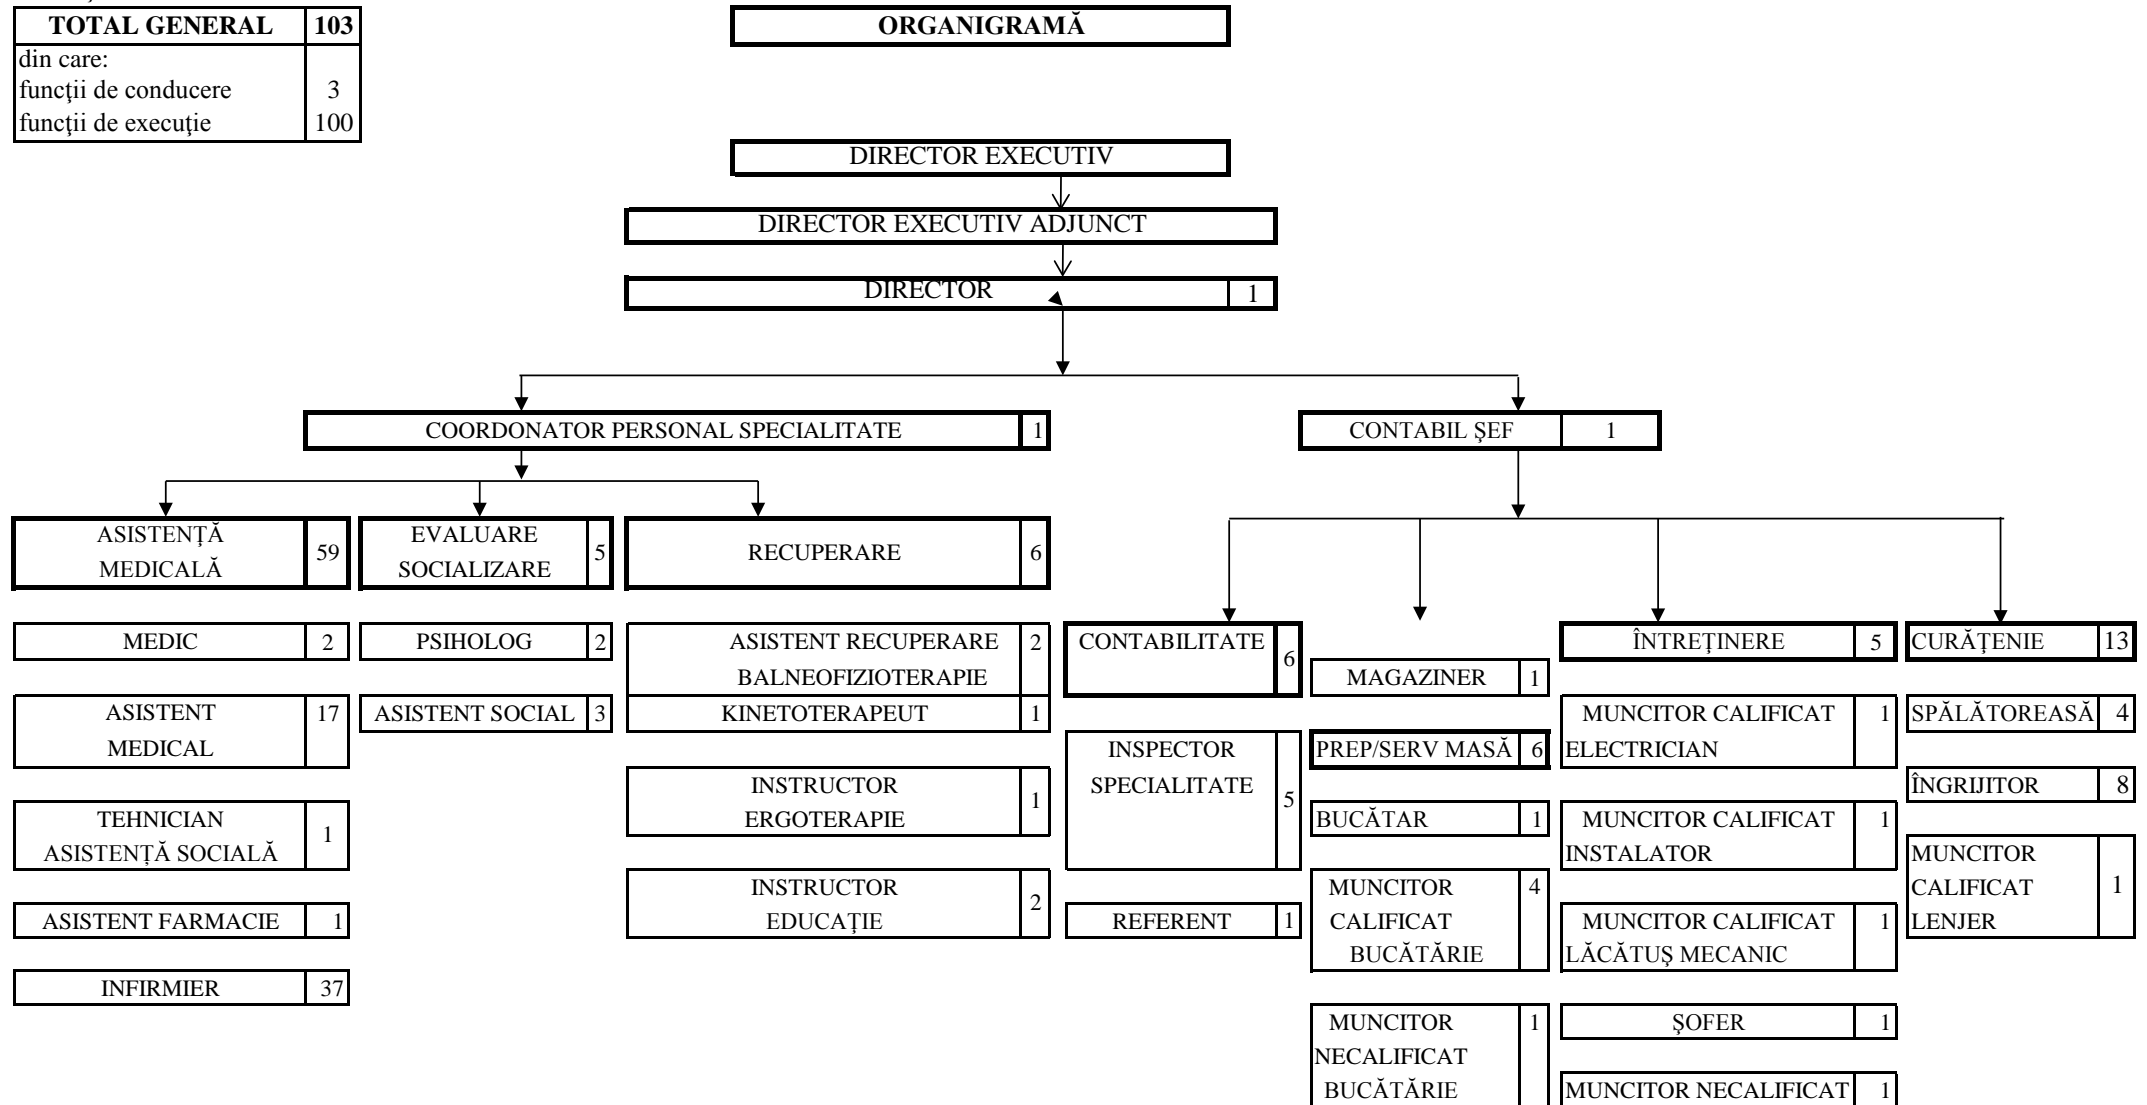 TOTAL GENERAL 103
din care:
funcţii de conducere 3
funcţii de execuţie 100
ORGANIGRAMĂ
DIRECTOR EXECUTIV
DIRECTOR EXECUTIV ADJUNCT
DIRECTOR 1
COORDONATOR PERSONAL SPECIALITATE 1
CONTABIL ŞEF 1
ASISTENŢĂ
MEDICALĂ
59
EVALUARE
SOCIALIZARE
5
RECUPERARE 6
MEDIC 2
ASISTENT 17
MEDICAL
TEHNICIAN
ASISTENŢĂ SOCIALĂ
1
ASISTENT FARMACIE 1
INFIRMIER 37
PSIHOLOG 2
ASISTENT SOCIAL 3
ASISTENT RECUPERARE 2
BALNEOFIZIOTERAPIE
KINETOTERAPEUT 1
INSTRUCTOR
ERGOTERAPIE
1
INSTRUCTOR
EDUCAŢIE
2
CONTABILITATE
6
INSPECTOR
SPECIALITATE
5
REFERENT 1
MAGAZINER 1
PREP/SERV MASĂ 6
BUCĂTAR 1
MUNCITOR 4
CALIFICAT
BUCĂTĂRIE
MUNCITOR 1
NECALIFICAT
BUCĂTĂRIE
ÎNTREŢINERE 5
MUNCITOR CALIFICAT 1
ELECTRICIAN
MUNCITOR CALIFICAT 1
INSTALATOR
MUNCITOR CALIFICAT 1
LĂCĂTUŞ MECANIC
ŞOFER 1
MUNCITOR NECALIFICAT 1
CURĂŢENIE 13
SPĂLĂTOREASĂ 4
ÎNGRIJITOR 8
MUNCITOR
CALIFICAT 1
LENJER